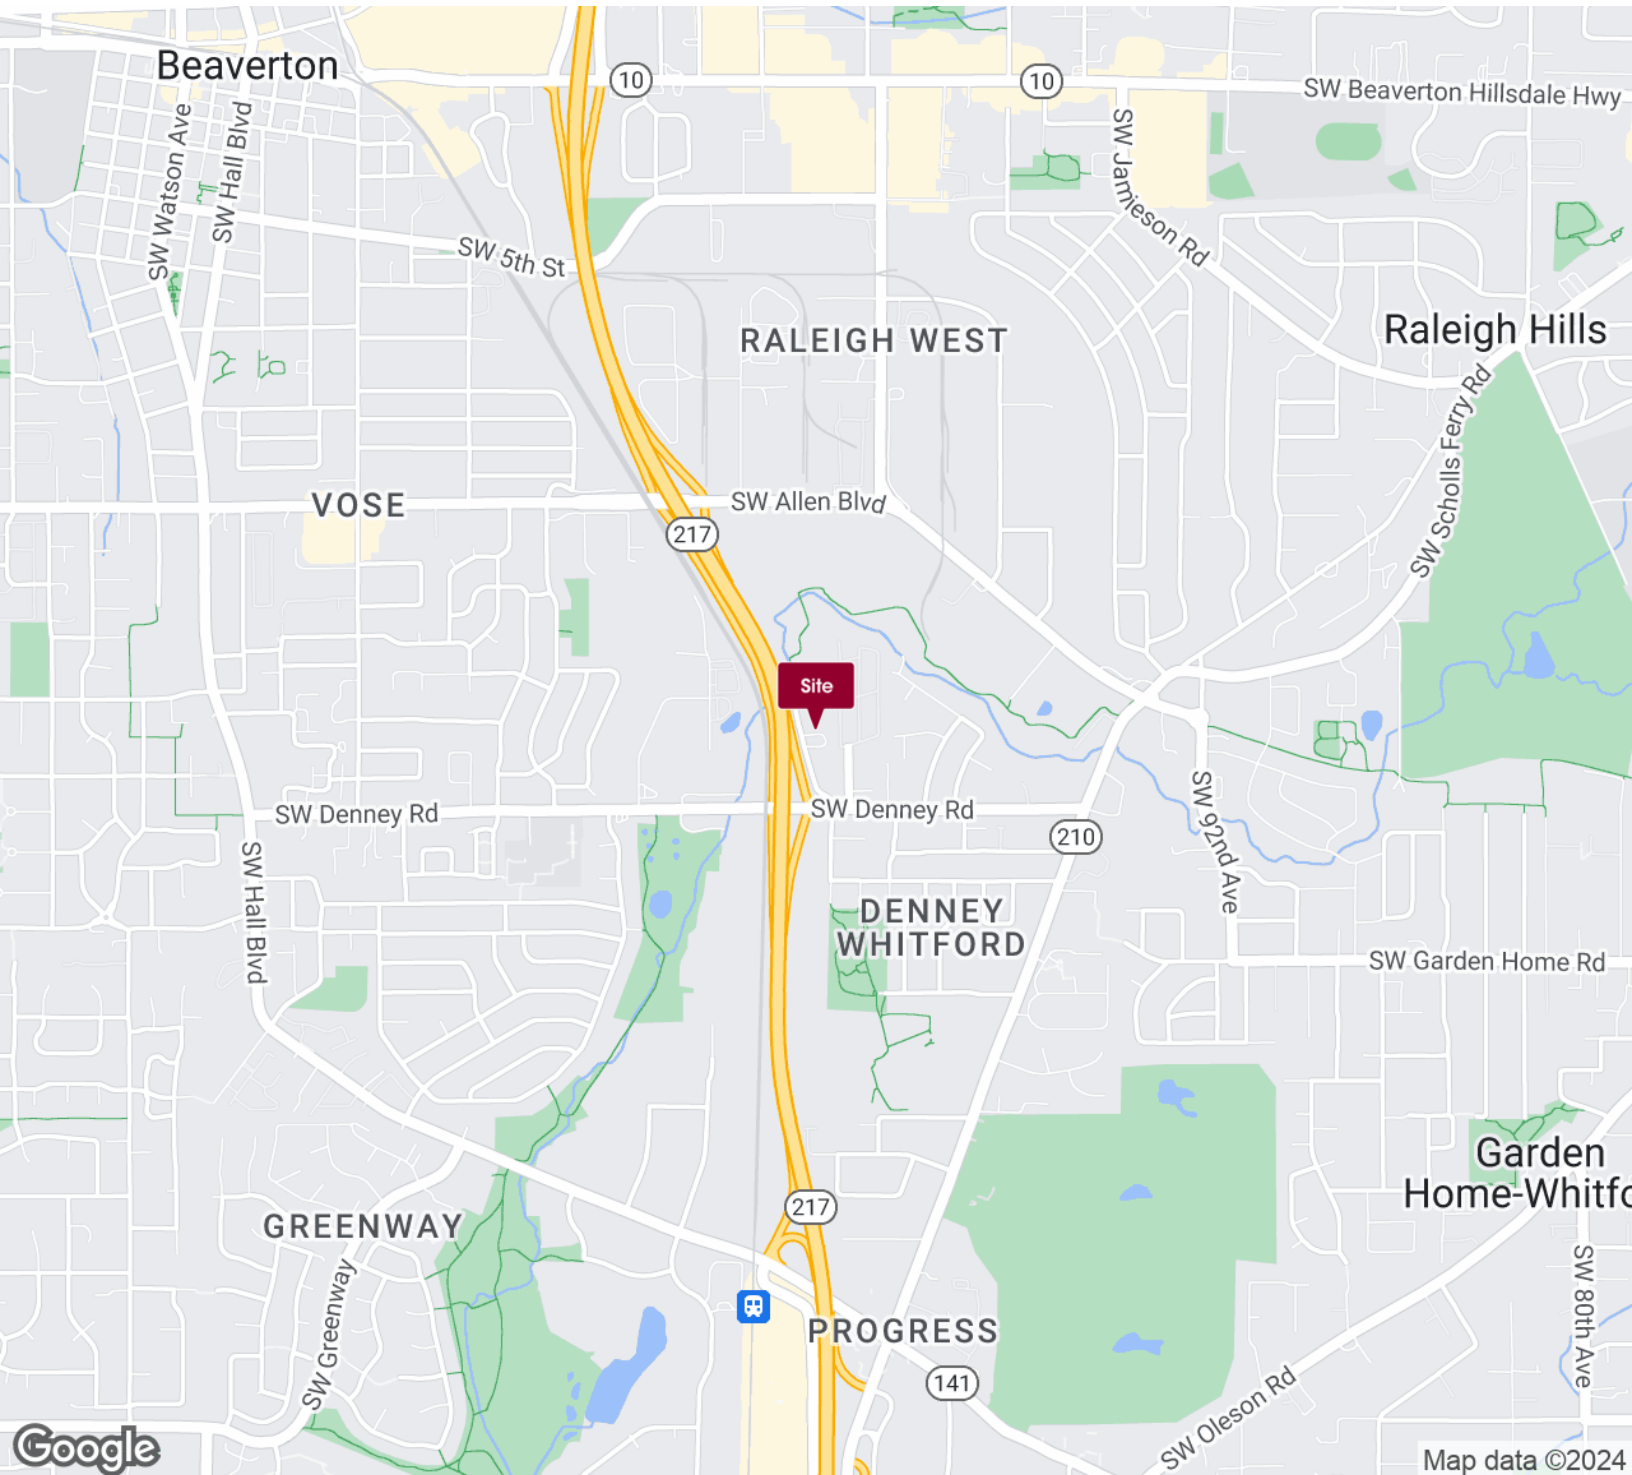 Beaverton
10
10
SW Beaverton Hillsdale Hwy
SW Watson Ave
SW Hall Blvd
SW Jamieson Rd
SW 5th St
RALEIGH WEST
Raleigh Hills
SW Scholls Ferry Rd
VOSE
SW Allen Blvd
217
Site
SW Denney Rd
SW Denney Rd
210
SW 92nd Ave
SW Hall Blvd
DENNEY
WHITFORD
SW Garden Home Rd
Garden
Home-Whitfo
217
GREENWAY
SW Greenway
SW 80th Ave
PROGRESS
141
SW Oleson Rd
Google
Map data ©2024